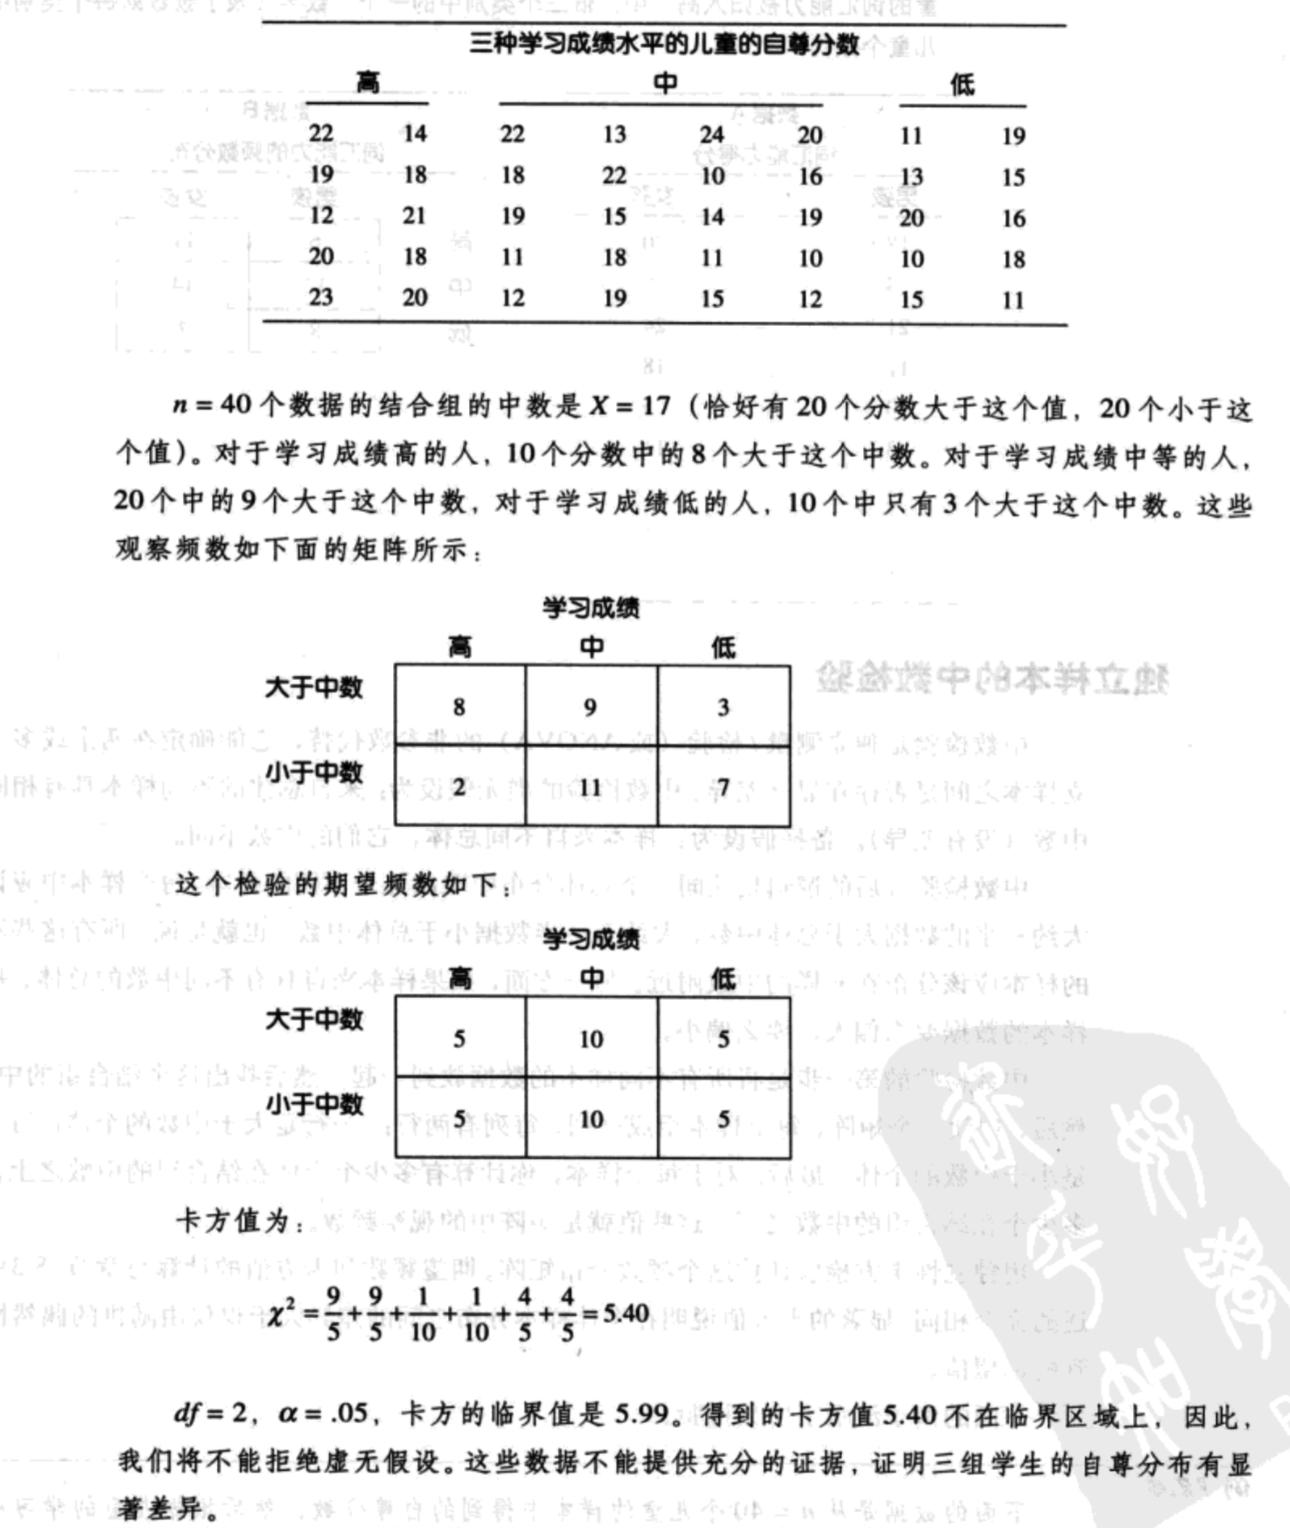 三种学习成绩水平的儿童的自尊分数
高 中 低
22 14 22 13 24 20 11 19
19 18 18 22 10 16 13 15
12 21 19 15 14 19 20 16
20 18 11 18 11 10 10 18
23 20 12 19 15 12 15 11
n = 40 个数据的结合组的中数是 X = 17（恰好有 20 个分数大于这个值，20 个小于这
个值）。对于学习成绩高的人，10 个分数中的 8 个大于这个中数。对于学习成绩中等的人，
20 个中的 9 个大于这个中数，对于学习成绩低的人，10 个中只有 3 个大于这个中数。这些
观察频数如下面的矩阵所示：
学习成绩
高 中 低
大于中数 8 9 3
小于中数 2 11 7
这个检验的期望频数如下：
学习成绩
高 中 低
大于中数 5 10 5
小于中数 5 10 5
卡方值为：
χ² = 9/5 + 9/5 + 1/10 + 1/10 + 4/5 + 4/5 = 5.40
df = 2，α = .05，卡方的临界值是 5.99。得到的卡方值 5.40 不在临界区域上，因此，
我们将不能拒绝虚无假设。这些数据不能提供充分的证据，证明三组学生的自尊分布有显
著差异。